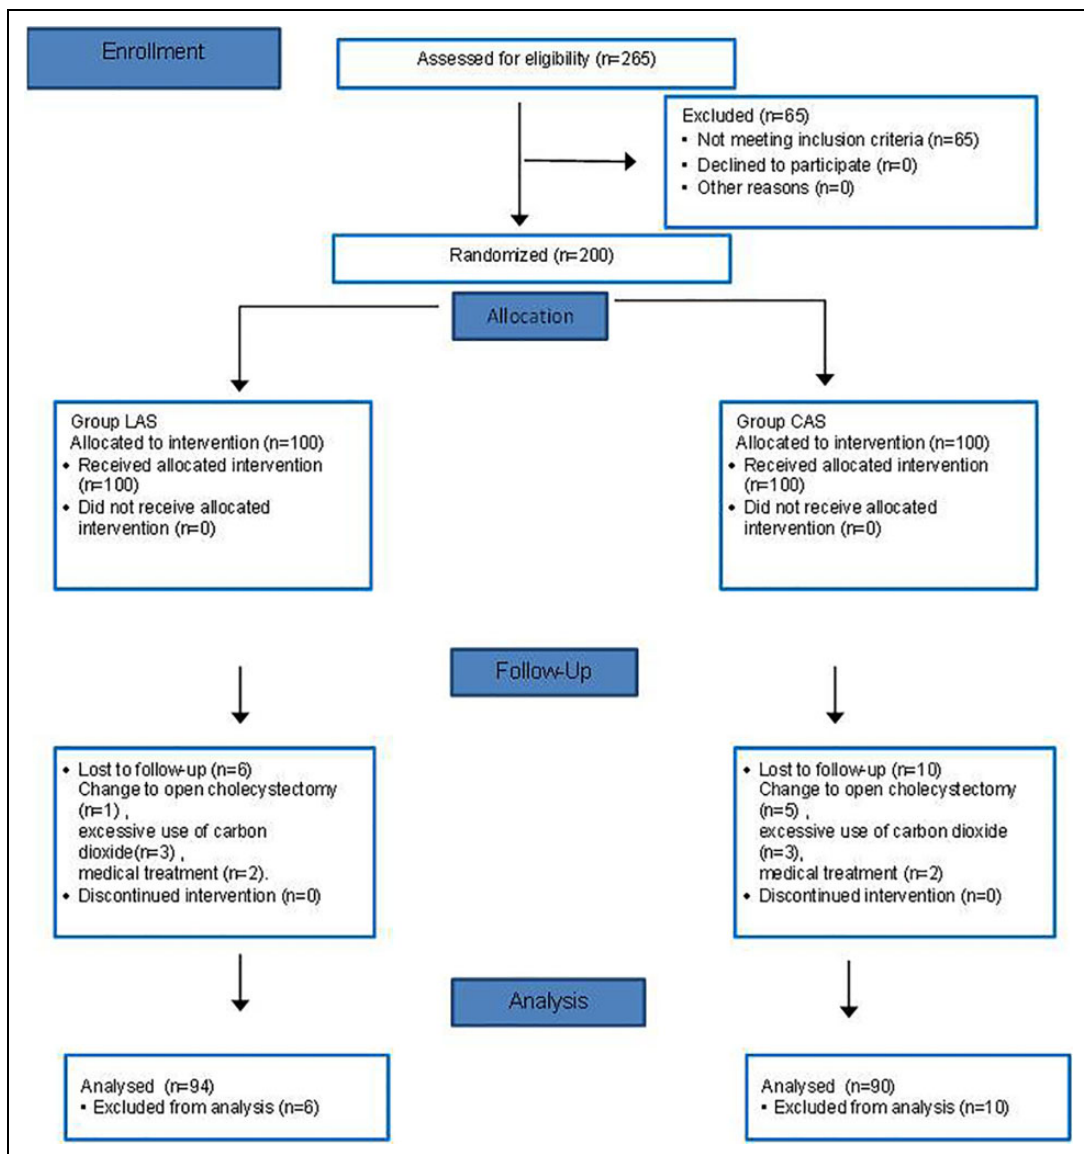 Enrollment
Assessed for eligibility (n=265)
Excluded (n=65)
• Not meeting inclusion criteria (n=65)
• Declined to participate (n=0)
• Other reasons (n=0)
Randomized (n=200)
Allocation
Group LAS
Allocated to intervention (n=100)
• Received allocated intervention
(n=100)
• Did not receive allocated
intervention (n=0)
Group CAS
Allocated to intervention (n=100)
• Received allocated intervention
(n=100)
• Did not receive allocated
intervention (n=0)
Follow-Up
• Lost to follow-up (n=6)
Change to open cholecystectomy
(n=1) ,
excessive use of carbon
dioxide(n=3) ,
medical treatment (n=2).
• Discontinued intervention (n=0)
• Lost to follow-up (n=10)
Change to open cholecystectomy
(n=5) ,
excessive use of carbon dioxide
(n=3),
medical treatment (n=2)
• Discontinued intervention (n=0)
Analysis
Analysed (n=94)
• Excluded from analysis (n=6)
Analysed (n=90)
• Excluded from analysis (n=10)